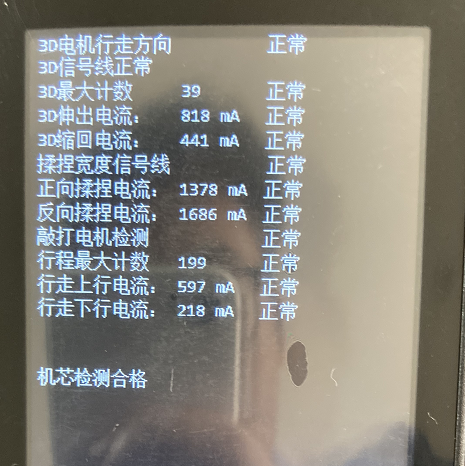 3D电机行走方向 正常
3D信号线正常
3D最大计数 39 正常
3D伸出电流： 818 mA 正常
3D缩回电流： 441 mA 正常
揉捏宽度信号线 正常
正向揉捏电流： 1378 mA 正常
反向揉捏电流： 1686 mA 正常
敲打电机检测 正常
行程最大计数 199 正常
行走上行电流： 597 mA 正常
行走下行电流： 218 mA 正常
机芯检测合格